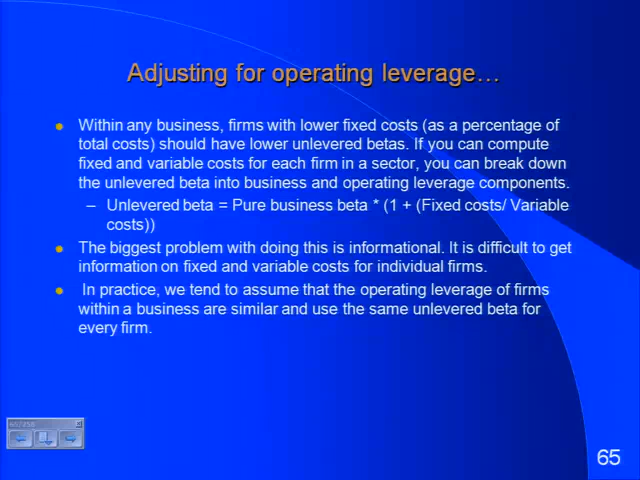 Adjusting for operating leverage…
Within any business, firms with lower fixed costs (as a percentage of
total costs) should have lower unlevered betas. If you can compute
fixed and variable costs for each firm in a sector, you can break down
the unlevered beta into business and operating leverage components.
– Unlevered beta = Pure business beta * (1 + (Fixed costs/ Variable
costs))
The biggest problem with doing this is informational. It is difficult to get
information on fixed and variable costs for individual firms.
In practice, we tend to assume that the operating leverage of firms
within a business are similar and use the same unlevered beta for
every firm.
65